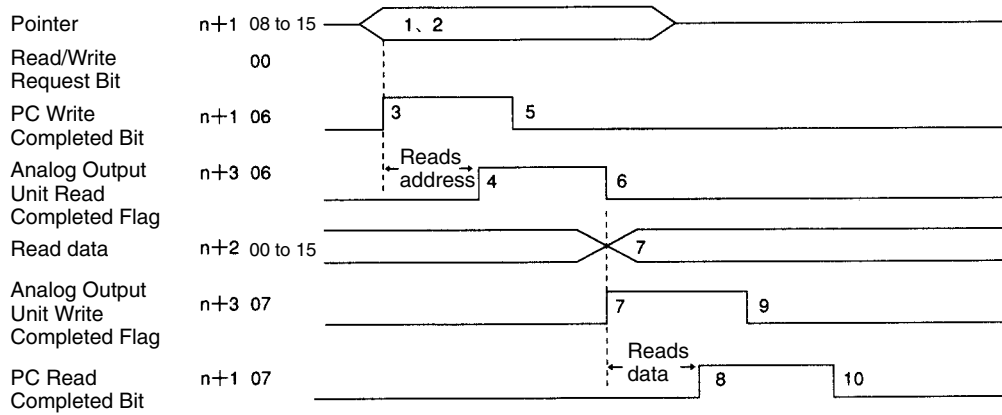 Pointer n+1 08 to 15 1、2
Read/Write
Request Bit 00
PC Write
Completed Bit n+1 06 3 5
Reads
address
Analog Output
Unit Read
Completed Flag n+3 06 4 6
Read data n+2 00 to 15 7
Analog Output
Unit Write
Completed Flag n+3 07 7 9
Reads
data
PC Read
Completed Bit n+1 07 8 10